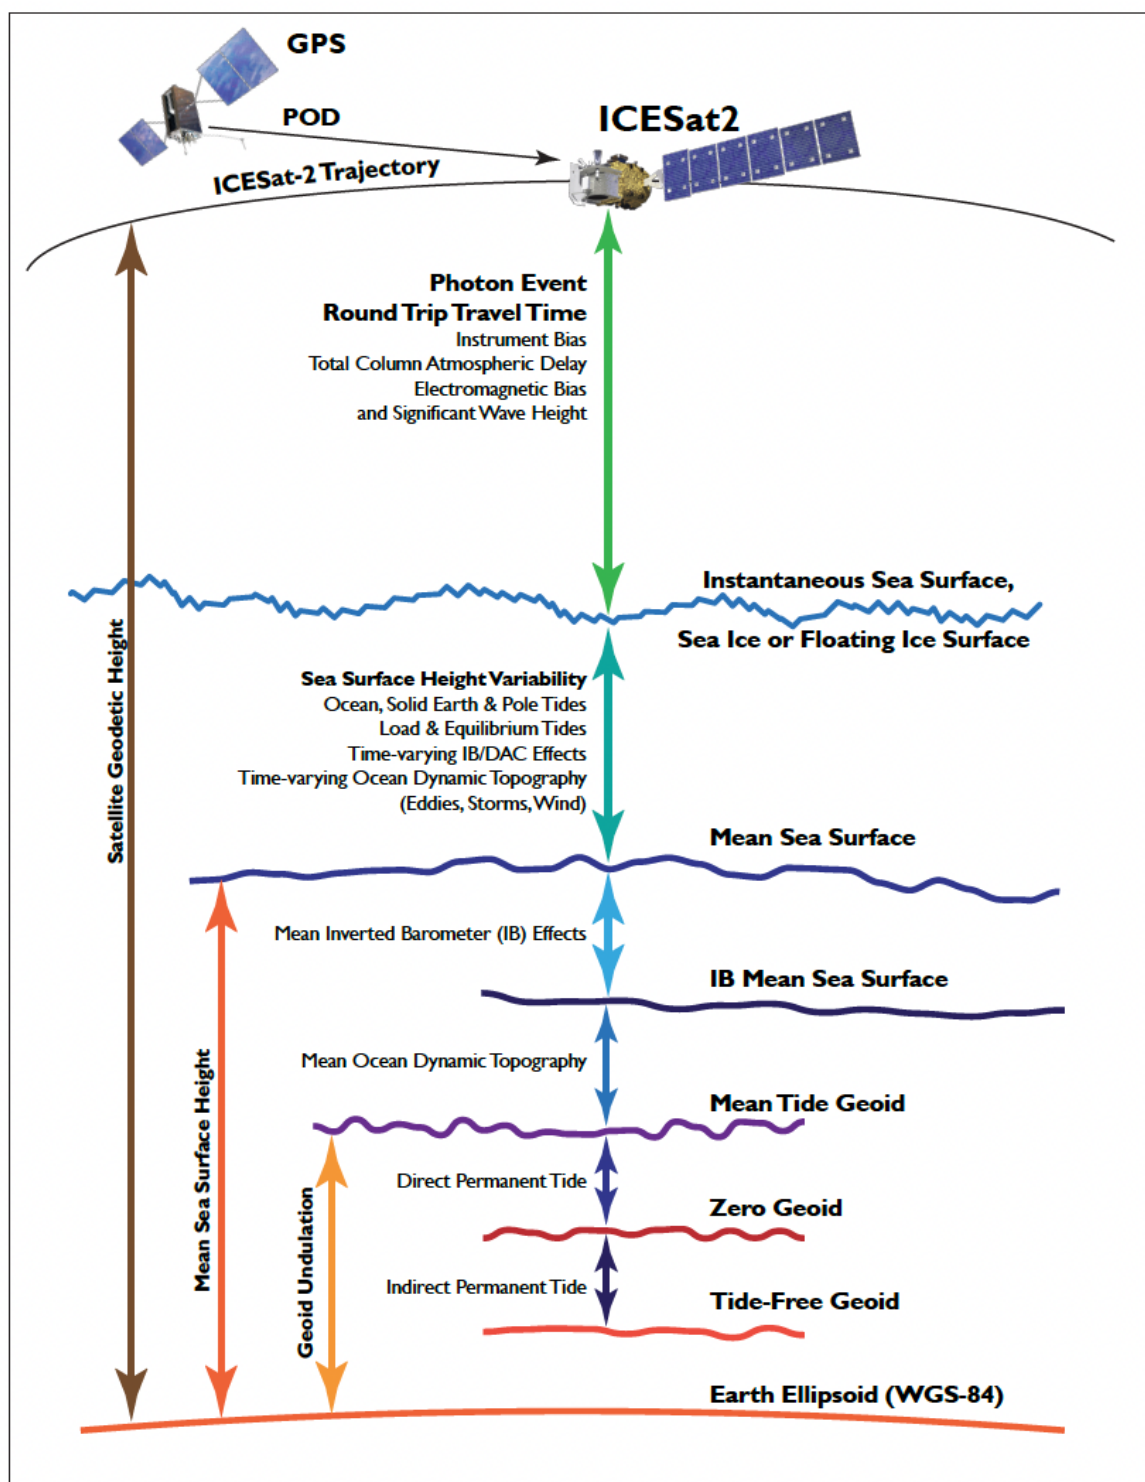 GPS
POD
ICESat2
ICESat-2 Trajectory
Photon Event
Round Trip Travel Time
Instrument Bias
Total Column Atmospheric Delay
Electromagnetic Bias
and Significant Wave Height
Instantaneous Sea Surface,
Sea Ice or Floating Ice Surface
Satellite Geodetic Height
Sea Surface Height Variability
Ocean, Solid Earth & Pole Tides
Load & Equilibrium Tides
Time-varying IB/DAC Effects
Time-varying Ocean Dynamic Topography
(Eddies, Storms, Wind)
Mean Sea Surface
Mean Inverted Barometer (IB) Effects
IB Mean Sea Surface
Mean Ocean Dynamic Topography
Mean Sea Surface Height
Mean Tide Geoid
Direct Permanent Tide
Zero Geoid
Geoid Undulation
Indirect Permanent Tide
Tide-Free Geoid
Earth Ellipsoid (WGS-84)